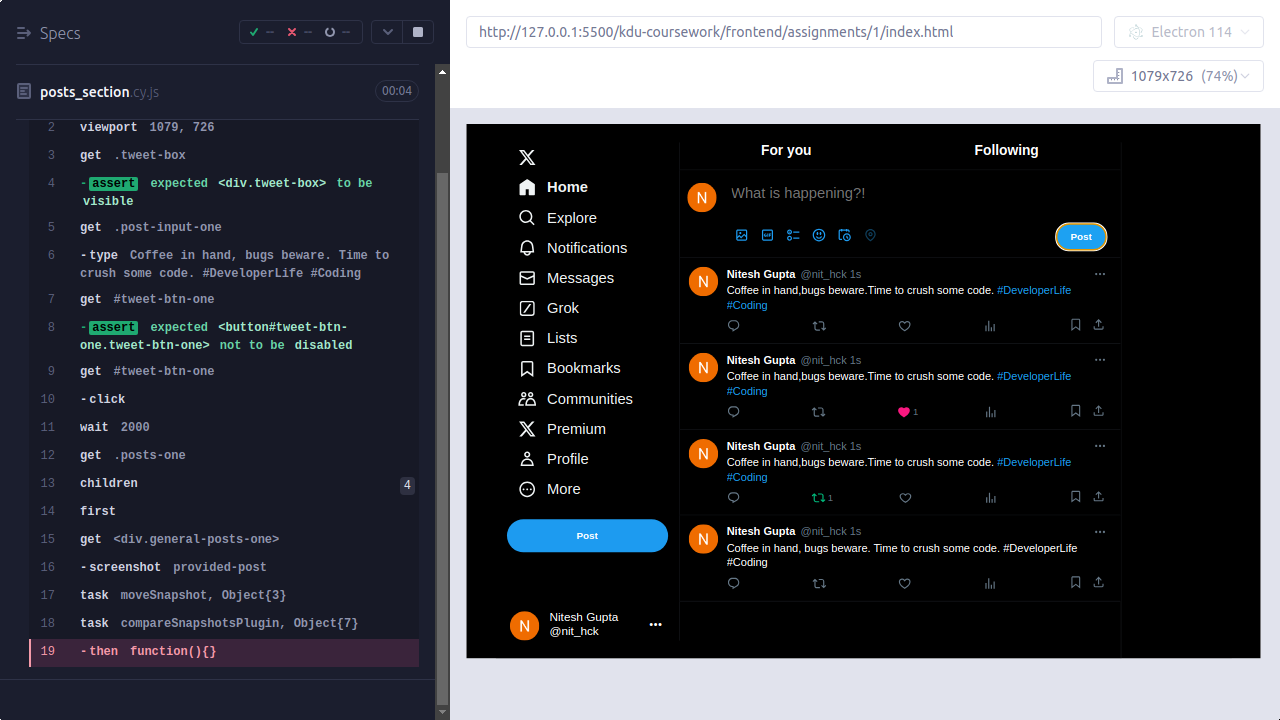 Specs
-- -- --
posts_section.cy.js 00:04
2 viewport 1079, 726
3 get .tweet-box
4 -assert expected <div.tweet-box> to be
visible
5 get .post-input-one
6 -type Coffee in hand, bugs beware. Time to
crush some code. #DeveloperLife #Coding
7 get #tweet-btn-one
8 -assert expected <button#tweet-btn-
one.tweet-btn-one> not to be disabled
9 get #tweet-btn-one
10 -click
11 wait 2000
12 get .posts-one
13 children 4
14 first
15 get <div.general-posts-one>
16 -screenshot provided-post
17 task moveSnapshot, Object{3}
18 task compareSnapshotsPlugin, Object{7}
19 -then function(){}
http://127.0.0.1:5500/kdu-coursework/frontend/assignments/1/index.html
Electron 114
1079x726 (74%)
Home
Explore
Notifications
Messages
Grok
Lists
Bookmarks
Communities
Premium
Profile
More
Post
N
Nitesh Gupta
@nit_hck
For you Following
N What is happening?!
GIF
Post
N
Nitesh Gupta @nit_hck 1s
Coffee in hand,bugs beware.Time to crush some code. #DeveloperLife
#Coding
N
Nitesh Gupta @nit_hck 1s
Coffee in hand,bugs beware.Time to crush some code. #DeveloperLife
#Coding
1
N
Nitesh Gupta @nit_hck 1s
Coffee in hand,bugs beware.Time to crush some code. #DeveloperLife
#Coding
1
N
Nitesh Gupta @nit_hck 1s
Coffee in hand, bugs beware. Time to crush some code. #DeveloperLife
#Coding